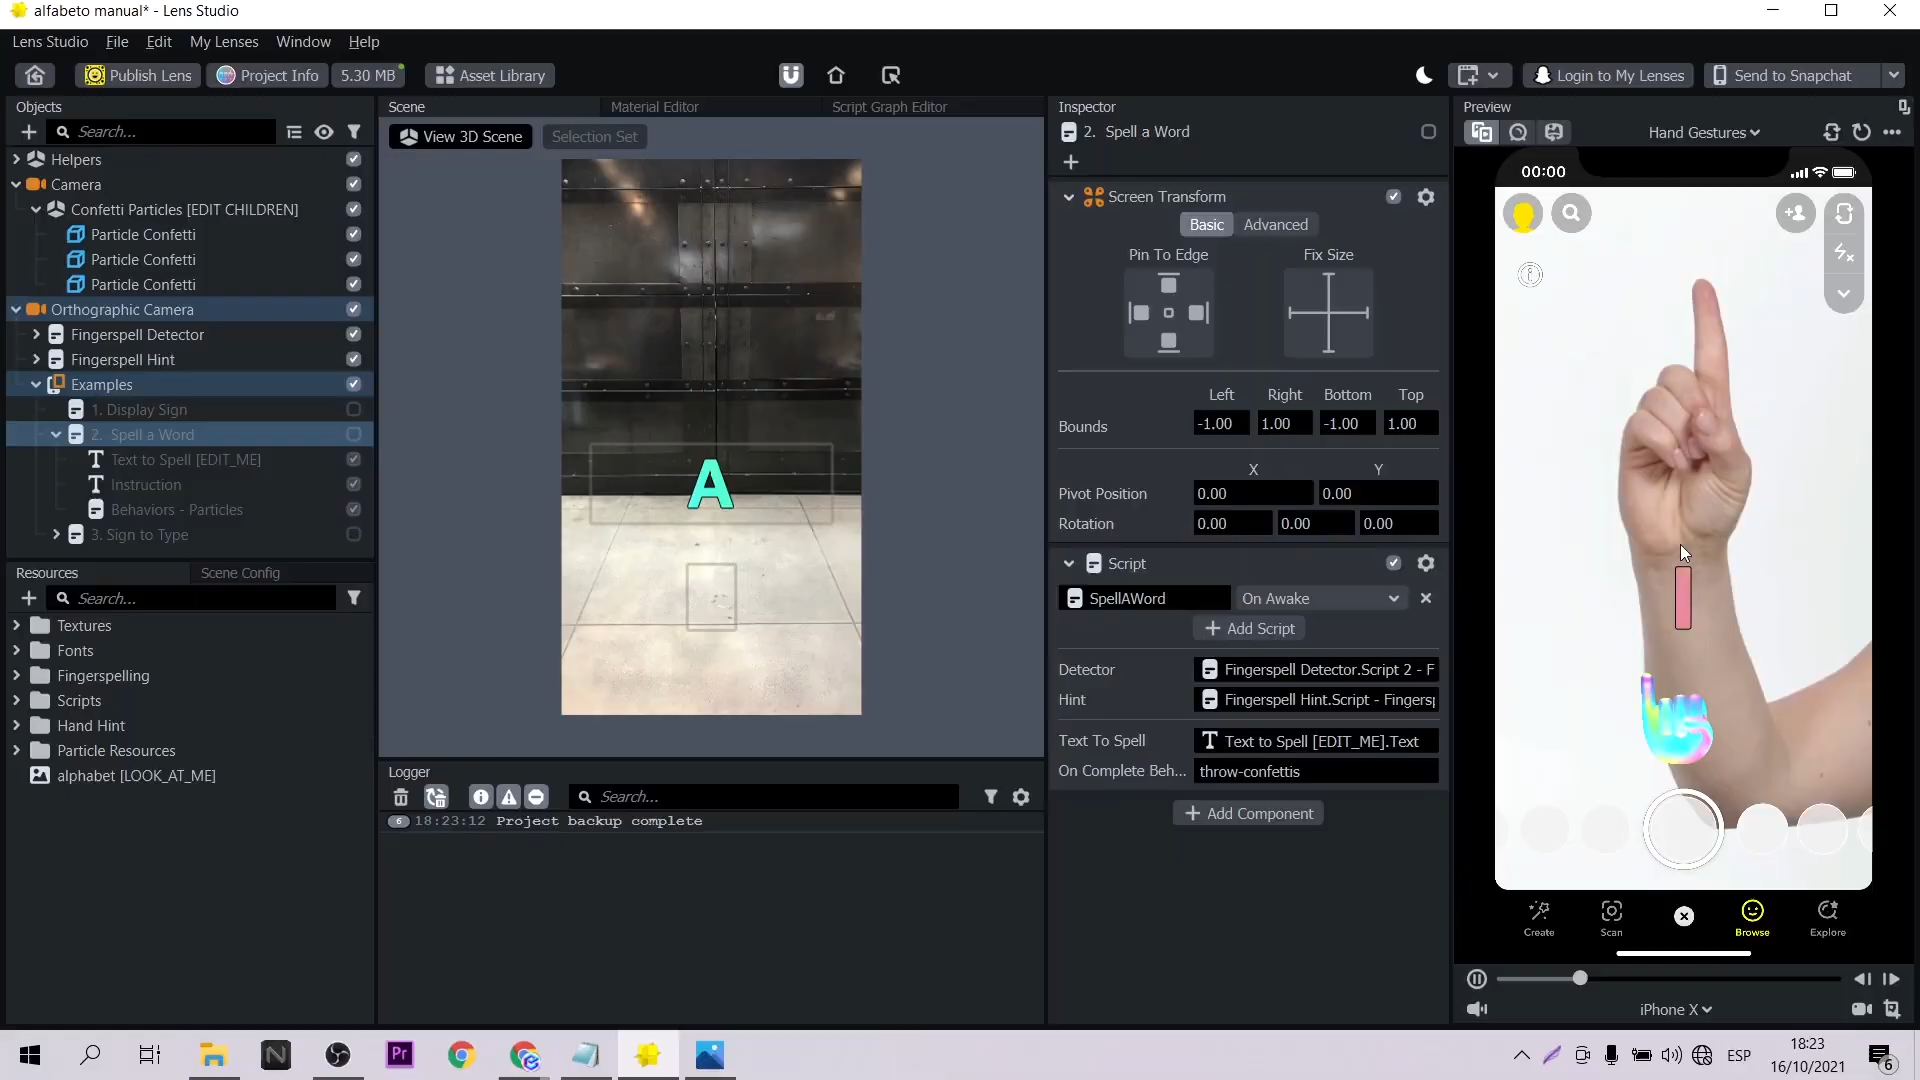 alfabeto manual* - Lens Studio
Lens Studio File Edit My Lenses Window Help
Publish Lens Project Info 5.30 MB Asset Library Login to My Lenses Send to Snapchat
Objects
Search...
Helpers
Camera
Confetti Particles [EDIT CHILDREN]
Particle Confetti
Particle Confetti
Particle Confetti
Orthographic Camera
Fingerspell Detector
Fingerspell Hint
Examples
1. Display Sign
2. Spell a Word
Text to Spell [EDIT_ME]
Instruction
Behaviors - Particles
3. Sign to Type
Resources Scene Config
Search...
Textures
Fonts
Fingerspelling
Scripts
Hand Hint
Particle Resources
alphabet [LOOK_AT_ME]
Scene Material Editor Script Graph Editor
View 3D Scene Selection Set
A
Logger
Search...
6 18:23:12 Project backup complete
Inspector
2. Spell a Word
Screen Transform
Basic Advanced
Pin To Edge Fix Size
Left Right Bottom Top
Bounds -1.00 1.00 -1.00 1.00
X Y
Pivot Position 0.00 0.00
Rotation 0.00 0.00 0.00
Script
SpellAWord On Awake
Add Script
Detector Fingerspell Detector.Script 2 - F
Hint Fingerspell Hint.Script - Fingersp
Text To Spell Text to Spell [EDIT_ME].Text
On Complete Beh... throw-confettis
Add Component
Preview
Hand Gestures
00:00
Create Scan Browse Explore
iPhone X
N Pr ESP 18:23
16/10/2021 6